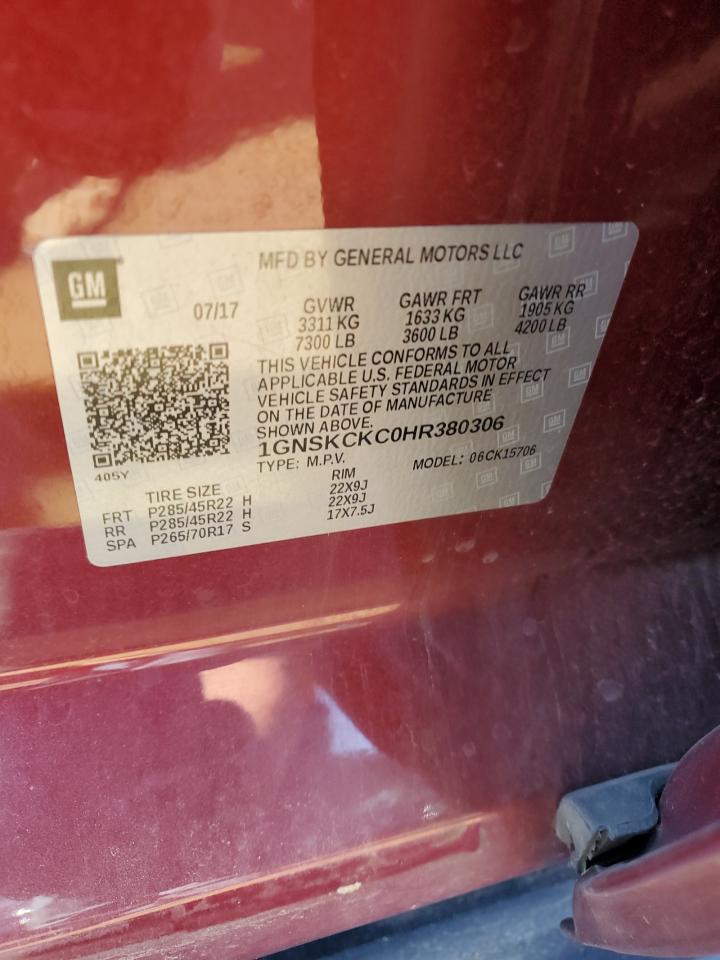 GM
MFD BY GENERAL MOTORS LLC
07/17 GVWR GAWR FRT GAWR RR
3311 KG 1633 KG 1905 KG
7300 LB 3600 LB 4200 LB
THIS VEHICLE CONFORMS TO ALL
APPLICABLE U.S. FEDERAL MOTOR
VEHICLE SAFETY STANDARDS IN EFFECT
ON THE DATE OF MANUFACTURE
SHOWN ABOVE.
1GNSKCKC0HR380306
TYPE: M.P.V. MODEL: 06CK15706
405Y
TIRE SIZE RIM
FRT P285/45R22 H 22X9J
RR P285/45R22 H 22X9J
SPA P265/70R17 S 17X7.5J